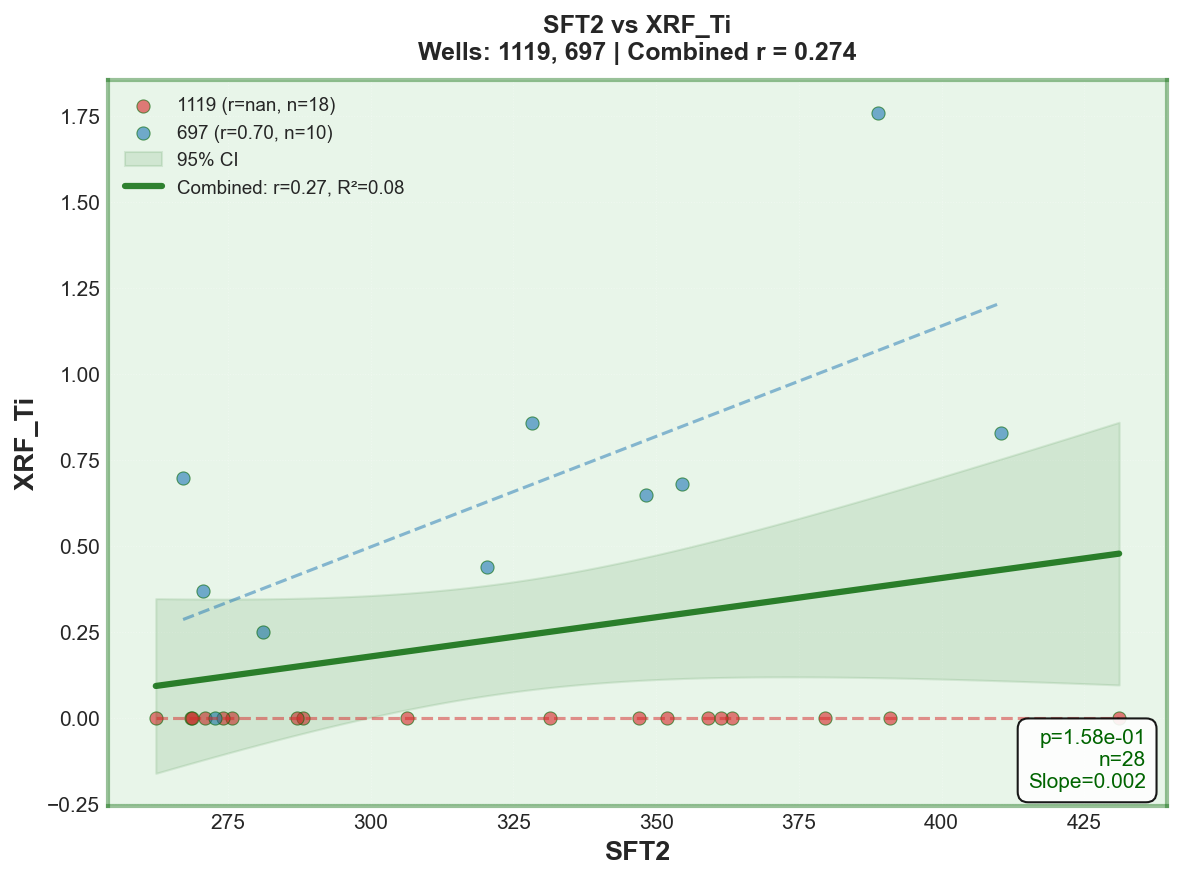 SFT2 vs XRF_Ti
Wells: 1119, 697 | Combined r = 0.274
1119 (r=nan, n=18)
697 (r=0.70, n=10)
95% CI
Combined: r=0.27, R²=0.08
XRF_Ti
1.75
1.50
1.25
1.00
0.75
0.50
0.25
0.00
−0.25
p=1.58e-01
n=28
Slope=0.002
275 300 325 350 375 400 425
SFT2